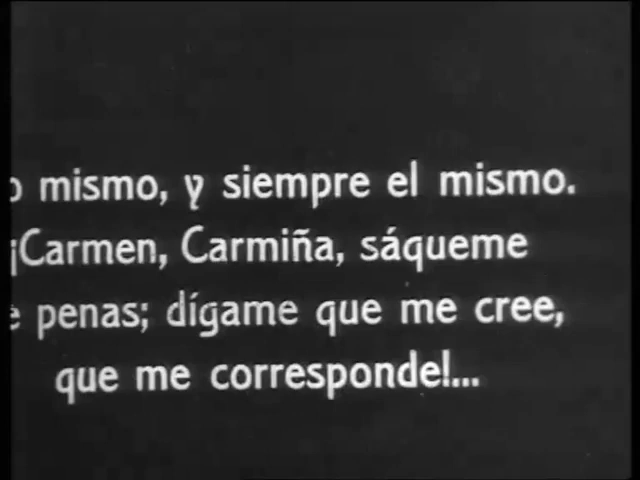 o mismo, y siempre el mismo.
¡Carmen, Carmiña, sáqueme
e penas; dígame que me cree,
que me corresponde!...